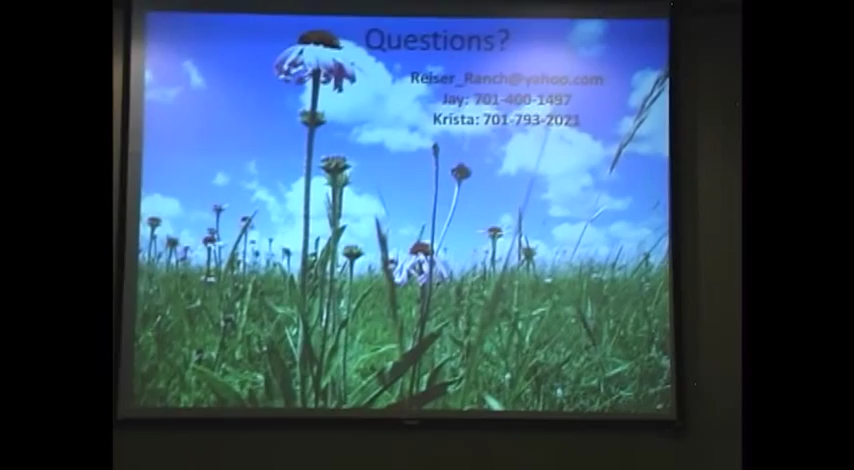 Questions?
Reiser_Ranch@yahoo.com
Jay: 701-400-1497
Krista: 701-793-2021